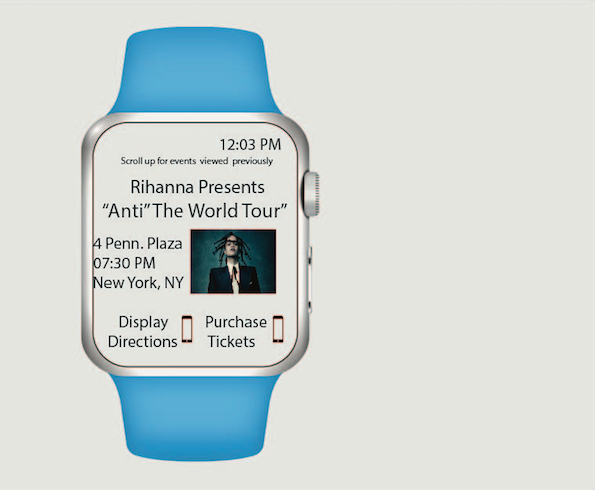 12:03 PM
Scroll up for events viewed previously
Rihanna Presents
“Anti” The World Tour”
4 Penn. Plaza
07:30 PM
New York, NY
Display
Directions
Purchase
Tickets